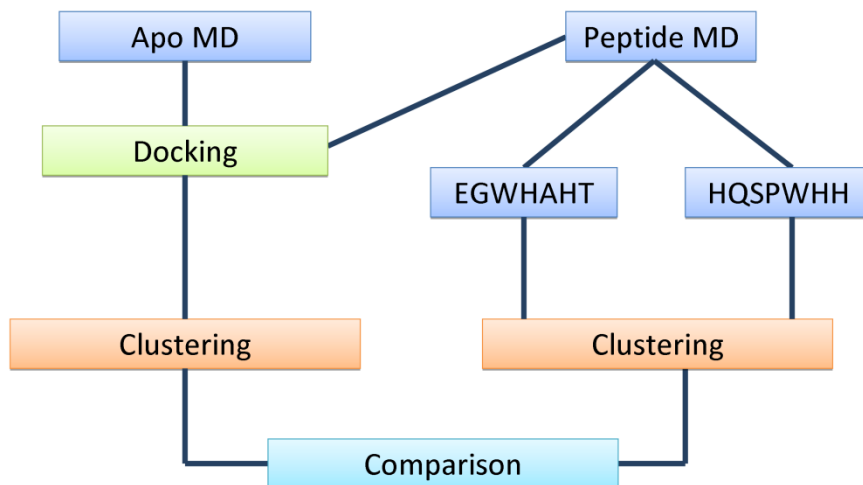 Apo MD
Peptide MD
Docking
EGWHAHT
HQSPWHH
Clustering
Clustering
Comparison